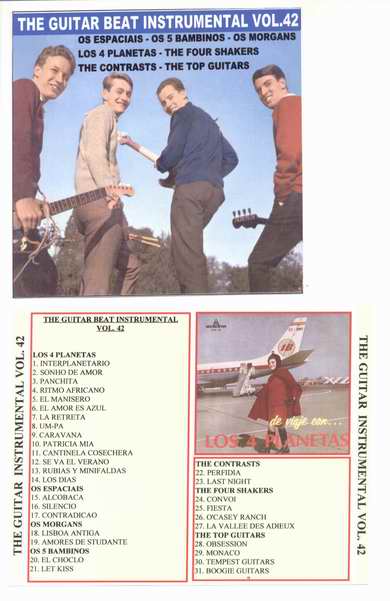 THE GUITAR BEAT INSTRUMENTAL VOL.42
OS ESPACIAIS - OS 5 BAMBINOS - OS MORGANS
LOS 4 PLANETAS - THE FOUR SHAKERS
THE CONTRASTS - THE TOP GUITARS
THE GUITAR INSTRUMENTAL VOL. 42
THE GUITAR BEAT INSTRUMENTAL
VOL. 42
LOS 4 PLANETAS
1. INTERPLANETARIO
2. SONHO DE AMOR
3. PANCHITA
4. RITMO AFRICANO
5. EL MANISERO
6. EL AMOR ES AZUL
7. LA RETRETA
8. UM-PA
9. CARAVANA
10. PATRICIA MIA
11. CANTINELA COSECHERA
12. SE VA EL VERANO
13. RUBIAS Y MINIFALDAS
14. LOS DIAS
OS ESPACIAIS
15. ALCOBACA
16. SILENCIO
17. CONTRADICAO
OS MORGANS
18. LISBOA ANTIGA
19. AMORES DE STUDANTE
OS 5 BAMBINOS
20. EL CHOCLO
21. LET KISS
de viaje con...
LOS 4 PLANETAS
THE CONTRASTS
22. PERFIDIA
23. LAST NIGHT
THE FOUR SHAKERS
24. CONVOI
25. FIESTA
26. OCASEY RANCH
27. LA VALLEE DES ADIEUX
THE TOP GUITARS
28. OBSESSION
29. MONACO
30. TEMPEST GUITARS
31. BOOGIE GUITARS
THE GUITAR INSTRUMENTAL VOL. 42